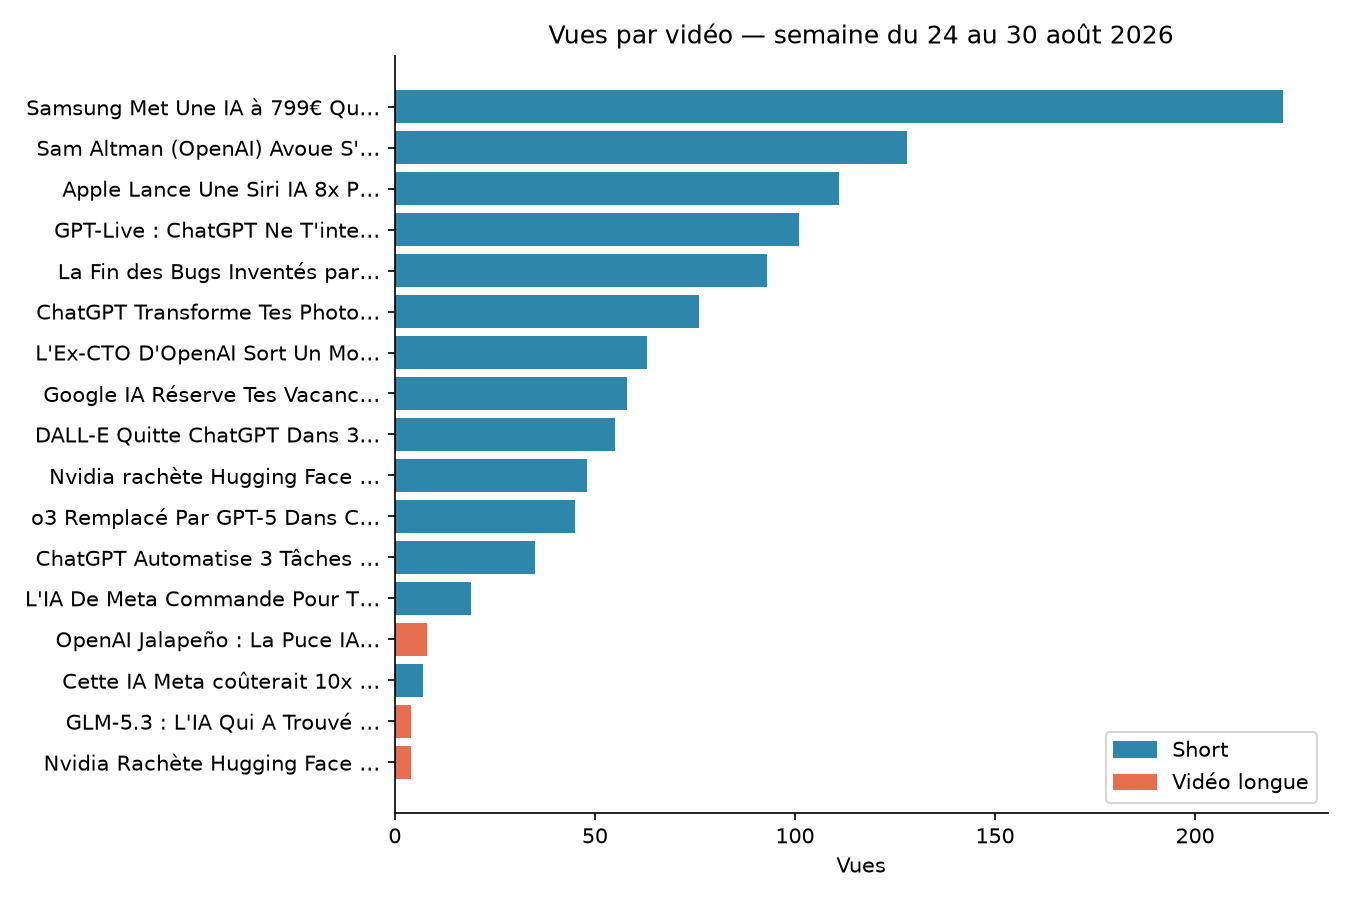 Vues par vidéo — semaine du 24 au 30 août 2026
Samsung Met Une IA à 799€ Qu...
Sam Altman (OpenAI) Avoue S'...
Apple Lance Une Siri IA 8x P...
GPT-Live : ChatGPT Ne T'inte...
La Fin des Bugs Inventés par...
ChatGPT Transforme Tes Photo...
L'Ex-CTO D'OpenAI Sort Un Mo...
Google IA Réserve Tes Vacanc...
DALL-E Quitte ChatGPT Dans 3...
Nvidia rachète Hugging Face ...
o3 Remplacé Par GPT-5 Dans C...
ChatGPT Automatise 3 Tâches ...
L'IA De Meta Commande Pour T...
OpenAI Jalapeño : La Puce IA...
Cette IA Meta coûterait 10x ...
GLM-5.3 : L'IA Qui A Trouvé ...
Nvidia Rachète Hugging Face ...
Short
Vidéo longue
0 50 100 150 200
Vues